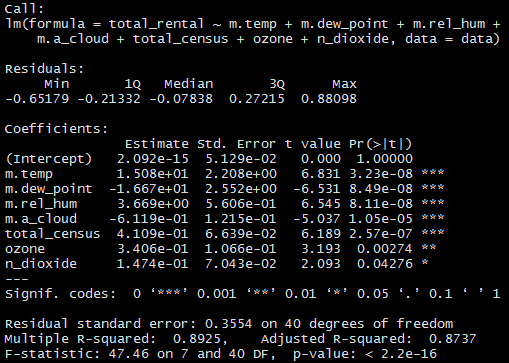 Call:
lm(formula = total_rental ~ m.temp + m.dew_point + m.rel_hum +
    m.a_cloud + total_census + ozone + n_dioxide, data = data)
Residuals:
     Min       1Q   Median       3Q      Max
-0.65179 -0.21332 -0.07838  0.27215  0.88098
Coefficients:
               Estimate Std. Error t value Pr(>|t|)
(Intercept)   2.092e-15  5.129e-02   0.000  1.00000
m.temp        1.508e+01  2.208e+00   6.831 3.23e-08 ***
m.dew_point  -1.667e+01  2.552e+00  -6.531 8.49e-08 ***
m.rel_hum     3.669e+00  5.606e-01   6.545 8.11e-08 ***
m.a_cloud    -6.119e-01  1.215e-01  -5.037 1.05e-05 ***
total_census  4.109e-01  6.639e-02   6.189 2.57e-07 ***
ozone         3.406e-01  1.066e-01   3.193  0.00274 **
n_dioxide     1.474e-01  7.043e-02   2.093  0.04276 *
---
Signif. codes:  0 ‘***’ 0.001 ‘**’ 0.01 ‘*’ 0.05 ‘.’ 0.1 ‘ ’ 1
Residual standard error: 0.3554 on 40 degrees of freedom
Multiple R-squared:  0.8925,    Adjusted R-squared:  0.8737
F-statistic: 47.46 on 7 and 40 DF,  p-value: < 2.2e-16